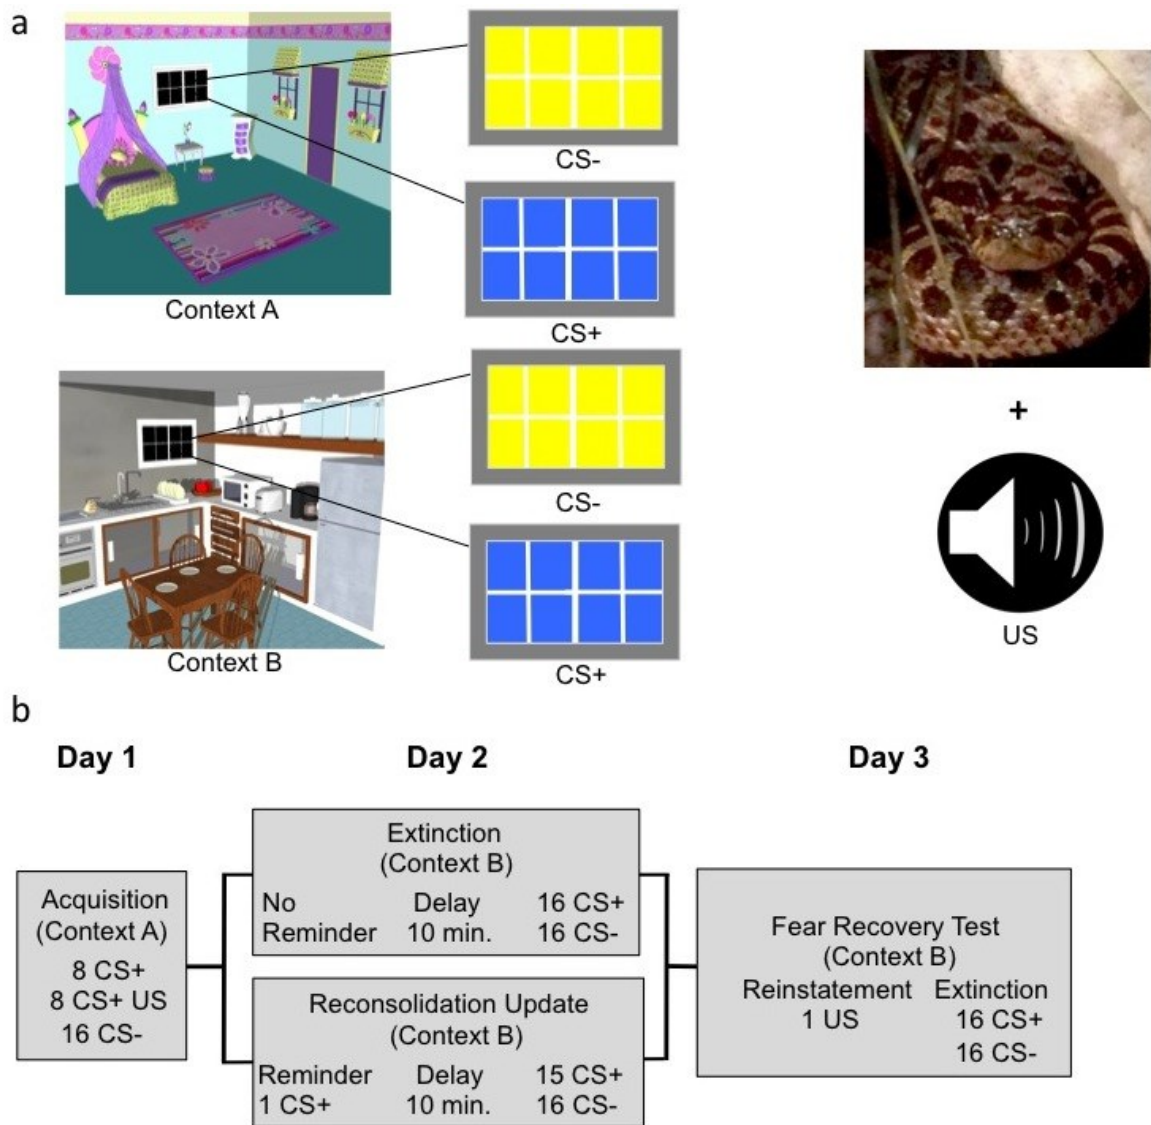 a
CS-
CS+
Context A
CS-
CS+
Context B
+
US
b
Day 1
Day 2
Day 3
Acquisition
(Context A)
8 CS+
8 CS+ US
16 CS-
Extinction
(Context B)
No Delay 16 CS+
Reminder 10 min. 16 CS-
Reconsolidation Update
(Context B)
Reminder Delay 15 CS+
1 CS+ 10 min. 16 CS-
Fear Recovery Test
(Context B)
Reinstatement Extinction
1 US 16 CS+
16 CS-